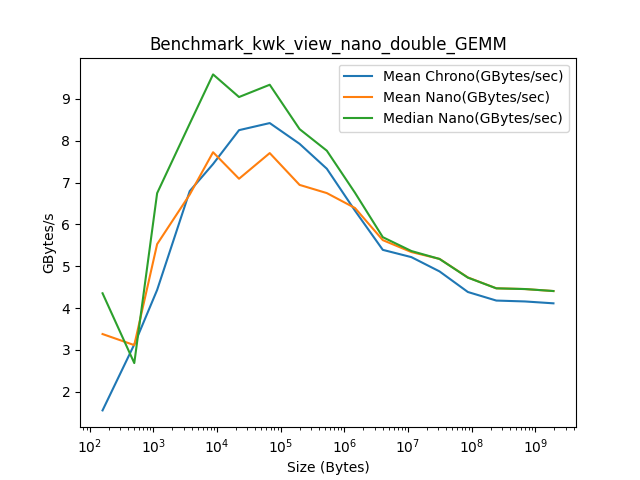 Benchmark_kwk_view_nano_double_GEMM
Mean Chrono(GBytes/sec)
Mean Nano(GBytes/sec)
Median Nano(GBytes/sec)
GBytes/s
9
8
7
6
5
4
3
2
10²
10³
10⁴
10⁵
10⁶
10⁷
10⁸
10⁹
Size (Bytes)